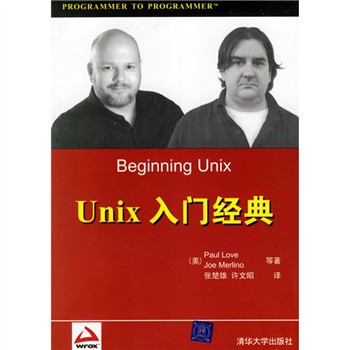 PROGRAMMER TO PROGRAMMER™
Beginning Unix
Unix 入门经典
(美) Paul Love
Joe Merlino 等著
张楚雄 许文昭 译
wrox
清华大学出版社